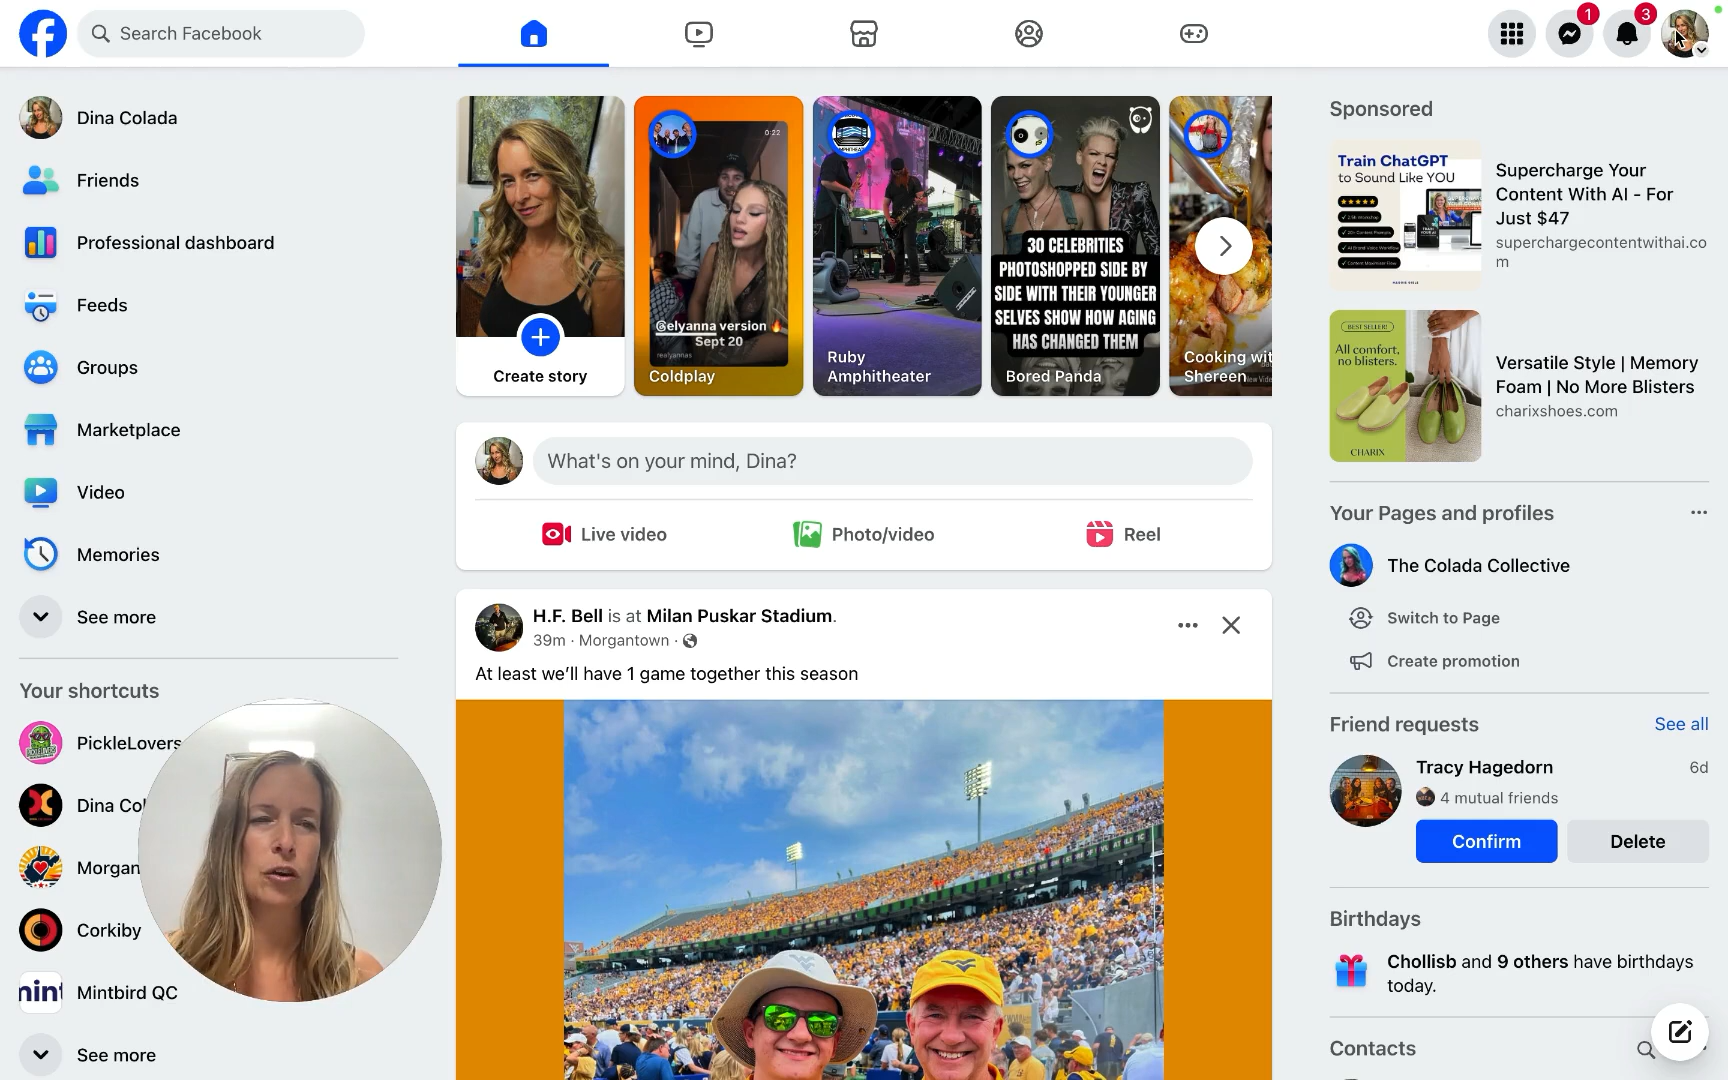 Search Facebook
1
3
Dina Colada
Friends
Professional dashboard
Feeds
Groups
Marketplace
Video
Memories
See more
Your shortcuts
PickleLovers
Dina Col
Morgan
Corkiby
Mintbird QC
See more
Create story
0:22
@elyanna version 🔥
Sept 20
realyannas
Coldplay
Ruby
Amphitheater
30 CELEBRITIES
PHOTOSHOPPED SIDE BY
SIDE WITH THEIR YOUNGER
SELVES SHOW HOW AGING
HAS CHANGED THEM
Bored Panda
Cooking wit
Shereen
What's on your mind, Dina?
Live video
Photo/video
Reel
H.F. Bell is at Milan Puskar Stadium.
39m · Morgantown ·
At least we'll have 1 game together this season
Sponsored
Train ChatGPT
to Sound Like YOU
Supercharge Your
Content With AI - For
Just $47
superchargecontentwithai.co
m
BEST SELLER!
All comfort,
no blisters.
CHARIX
Versatile Style | Memory
Foam | No More Blisters
charixshoes.com
Your Pages and profiles
The Colada Collective
Switch to Page
Create promotion
Friend requests
See all
Tracy Hagedorn
6d
4 mutual friends
Confirm
Delete
Birthdays
Chollisb and 9 others have birthdays
today.
Contacts